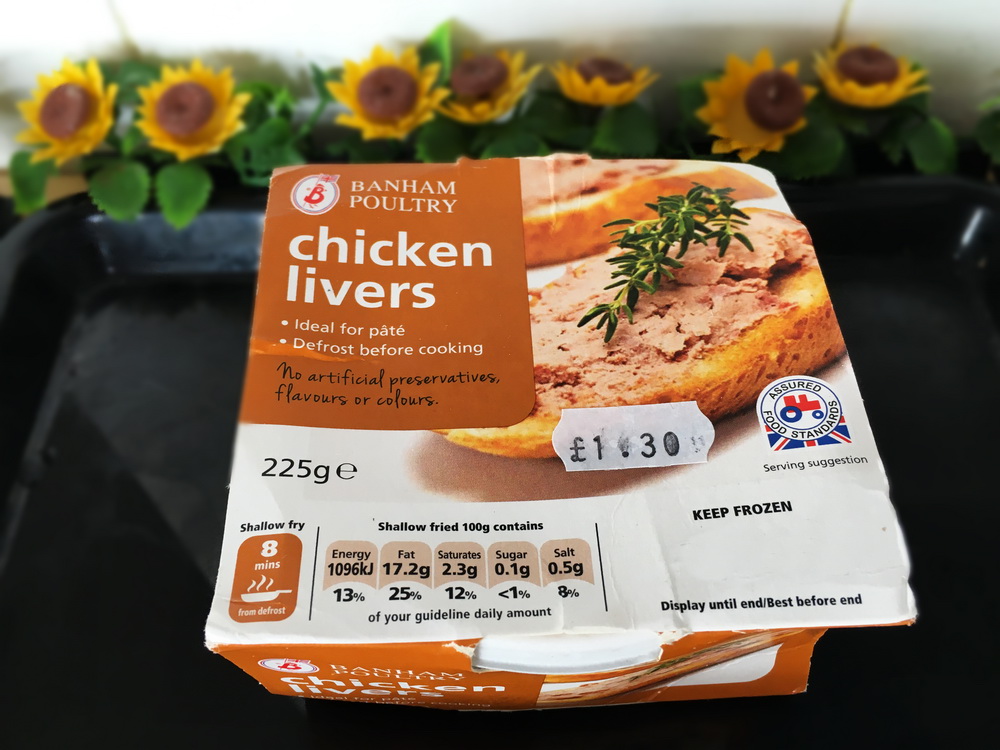 BANHAM
POULTRY
chicken
livers
• Ideal for pâté
• Defrost before cooking
No artificial preservatives,
flavours or colours.
225g℮
£1.30
ASSURED
FOOD STANDARDS
Serving suggestion
KEEP FROZEN
Display until end/Best before end
Shallow fry
8
mins
from defrost
Shallow fried 100g contains
Energy Fat Saturates Sugar Salt
1096kJ 17.2g 2.3g 0.1g 0.5g
13% 25% 12% <1% 8%
of your guideline daily amount
BANHAM
POULTRY
chicken
livers